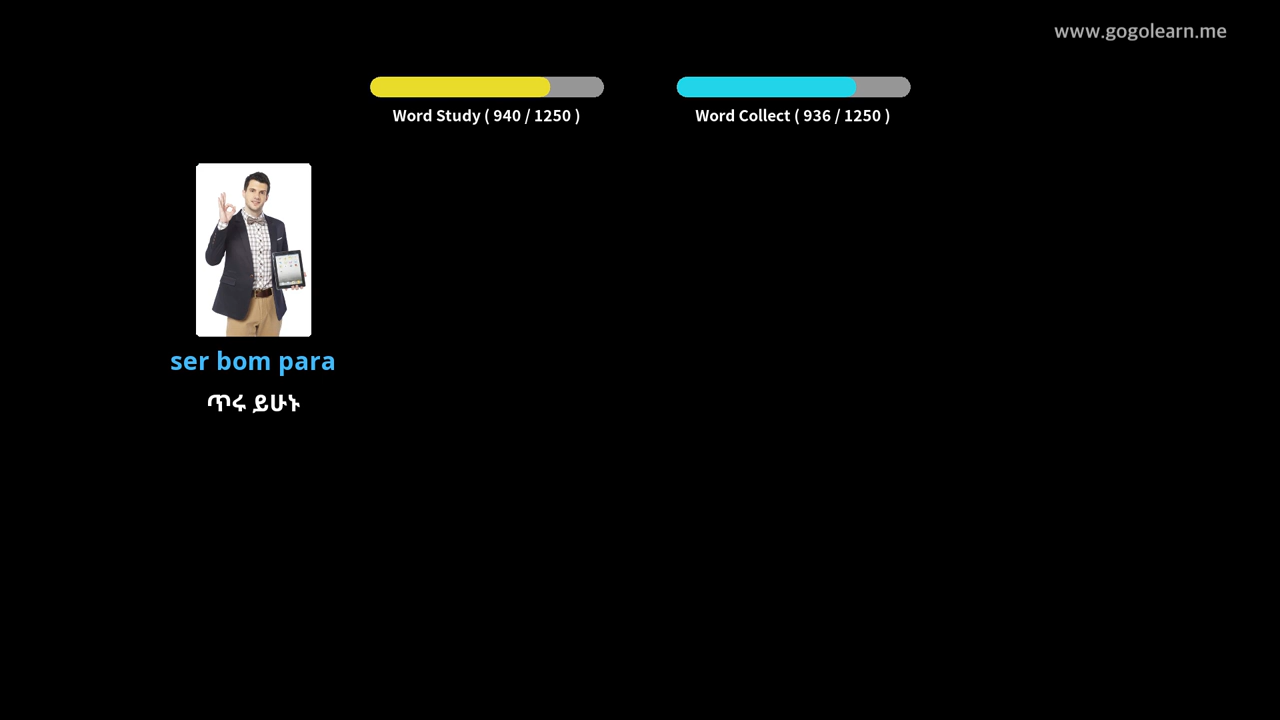 www.gogolearn.me
Word Study ( 940 / 1250 )
Word Collect ( 936 / 1250 )
ser bom para
ጥሩ ይሁኑ